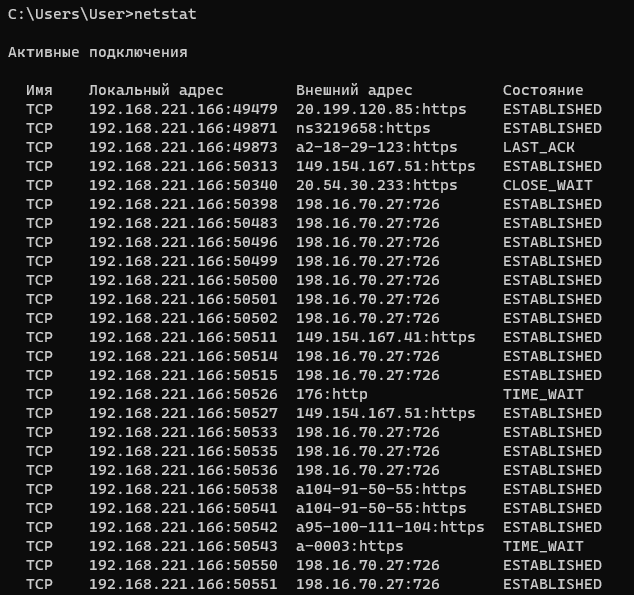 C:\Users\User>netstat
Активные подключения
Имя Локальный адрес Внешний адрес Состояние
TCP 192.168.221.166:49479 20.199.120.85:https ESTABLISHED
TCP 192.168.221.166:49871 ns3219658:https ESTABLISHED
TCP 192.168.221.166:49873 a2-18-29-123:https LAST_ACK
TCP 192.168.221.166:50313 149.154.167.51:https ESTABLISHED
TCP 192.168.221.166:50340 20.54.30.233:https CLOSE_WAIT
TCP 192.168.221.166:50398 198.16.70.27:726 ESTABLISHED
TCP 192.168.221.166:50483 198.16.70.27:726 ESTABLISHED
TCP 192.168.221.166:50496 198.16.70.27:726 ESTABLISHED
TCP 192.168.221.166:50499 198.16.70.27:726 ESTABLISHED
TCP 192.168.221.166:50500 198.16.70.27:726 ESTABLISHED
TCP 192.168.221.166:50501 198.16.70.27:726 ESTABLISHED
TCP 192.168.221.166:50502 198.16.70.27:726 ESTABLISHED
TCP 192.168.221.166:50511 149.154.167.41:https ESTABLISHED
TCP 192.168.221.166:50514 198.16.70.27:726 ESTABLISHED
TCP 192.168.221.166:50515 198.16.70.27:726 ESTABLISHED
TCP 192.168.221.166:50526 176:http TIME_WAIT
TCP 192.168.221.166:50527 149.154.167.51:https ESTABLISHED
TCP 192.168.221.166:50533 198.16.70.27:726 ESTABLISHED
TCP 192.168.221.166:50535 198.16.70.27:726 ESTABLISHED
TCP 192.168.221.166:50536 198.16.70.27:726 ESTABLISHED
TCP 192.168.221.166:50538 a104-91-50-55:https ESTABLISHED
TCP 192.168.221.166:50541 a104-91-50-55:https ESTABLISHED
TCP 192.168.221.166:50542 a95-100-111-104:https ESTABLISHED
TCP 192.168.221.166:50543 a-0003:https TIME_WAIT
TCP 192.168.221.166:50550 198.16.70.27:726 ESTABLISHED
TCP 192.168.221.166:50551 198.16.70.27:726 ESTABLISHED